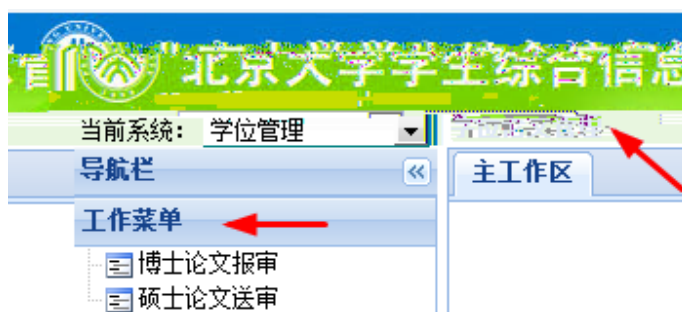 北京大学学生综合信息
当前系统： 学位管理
导航栏
主工作区
工作菜单
博士论文报审
硕士论文送审